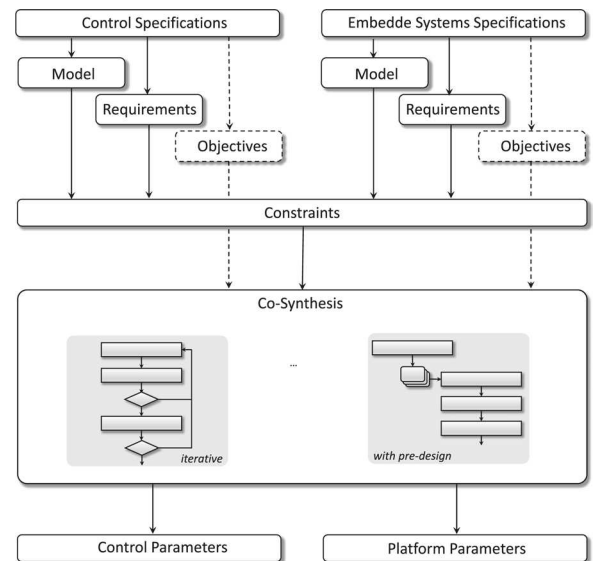 Control Specifications
Embedde Systems Specifications
Model
Model
Requirements
Requirements
Objectives
Objectives
Constraints
Co-Synthesis
...
iterative
with pre-design
Control Parameters
Platform Parameters